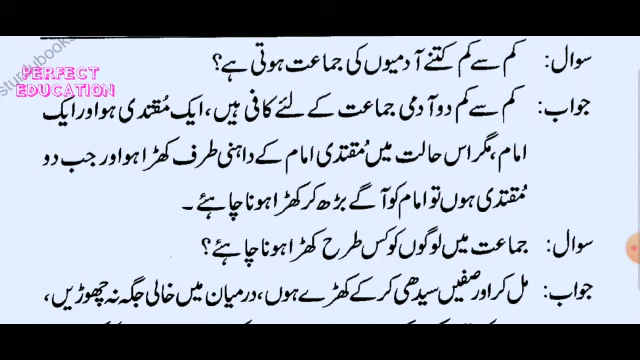 PERFECT
EDUCATION
سوال: کم سے کم کتنے آدمیوں کی جماعت ہوتی ہے؟
جواب: کم سے کم دو آدمی جماعت کے لئے کافی ہیں، ایک مُقتدی ہو اور ایک
امام، مگر اس حالت میں مُقتدی امام کے داہنی طرف کھڑا ہو اور جب دو
مُقتدی ہوں تو امام کو آگے بڑھ کر کھڑا ہونا چاہئے۔
سوال: جماعت میں لوگوں کو کس طرح کھڑا ہونا چاہئے؟
جواب: مل کر اور صفیں سیدھی کر کے کھڑے ہوں، درمیان میں خالی جگہ نہ چھوڑیں،